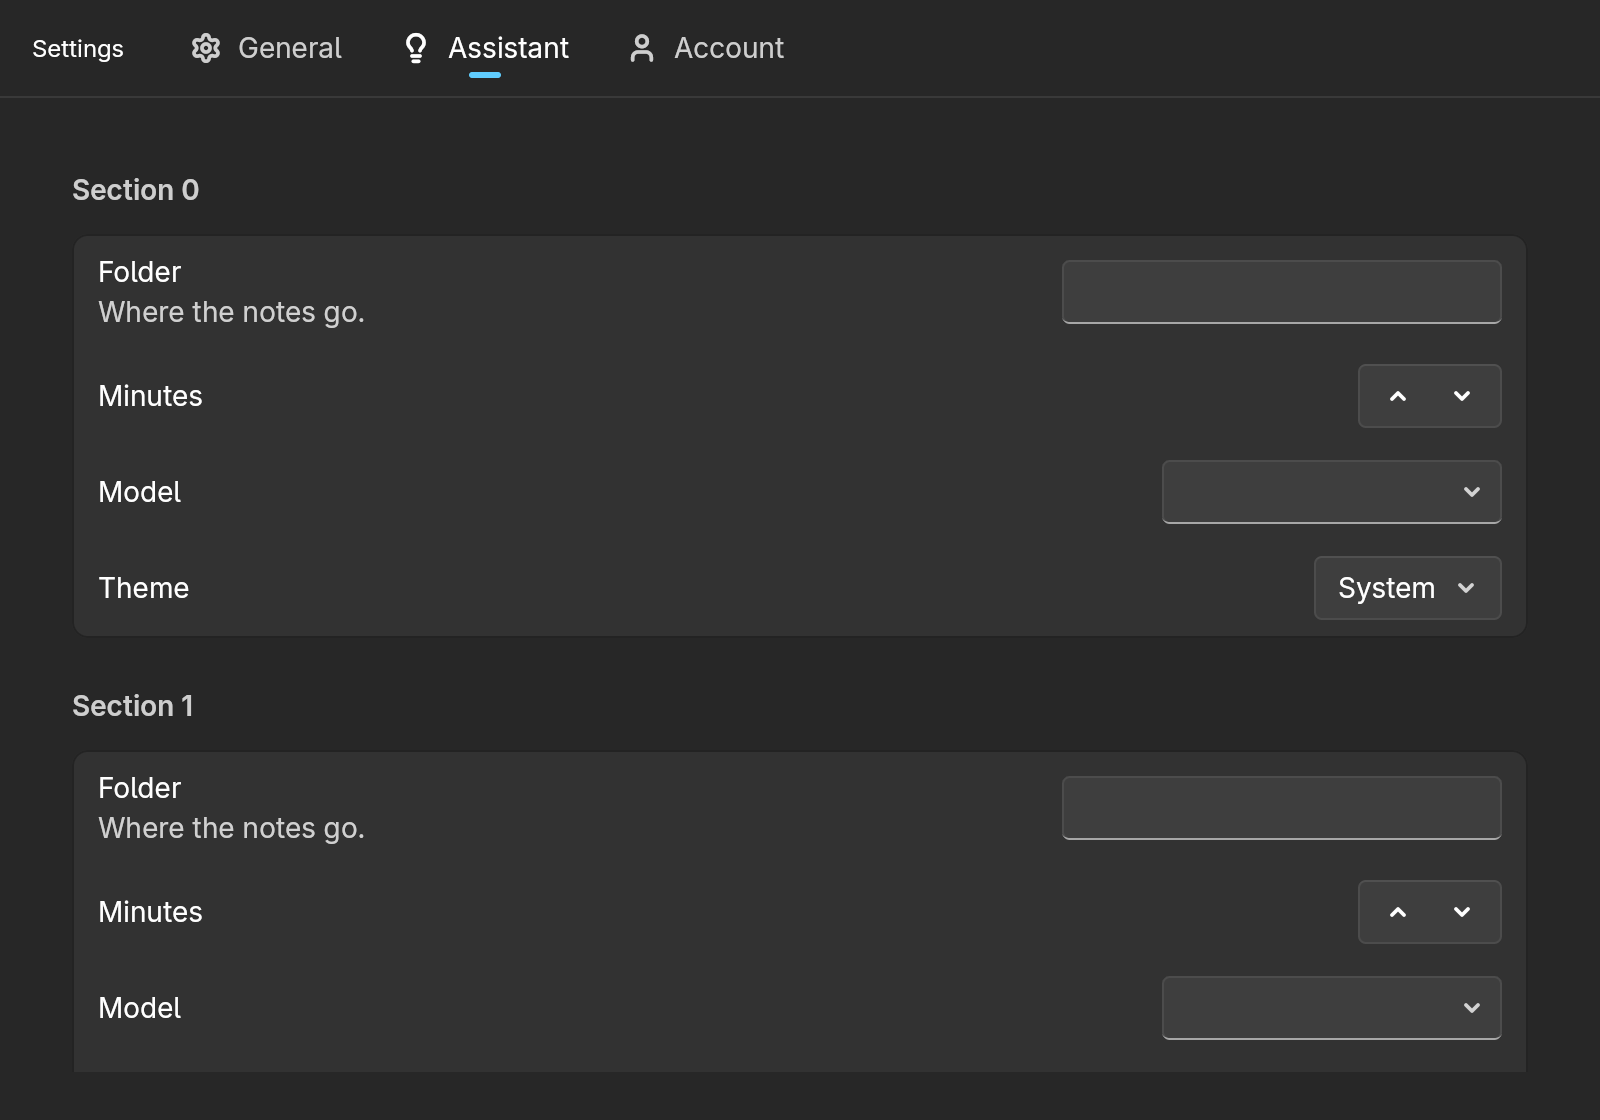 Settings General Assistant Account
Section 0
Folder
Where the notes go.
Minutes
Model
Theme System
Section 1
Folder
Where the notes go.
Minutes
Model